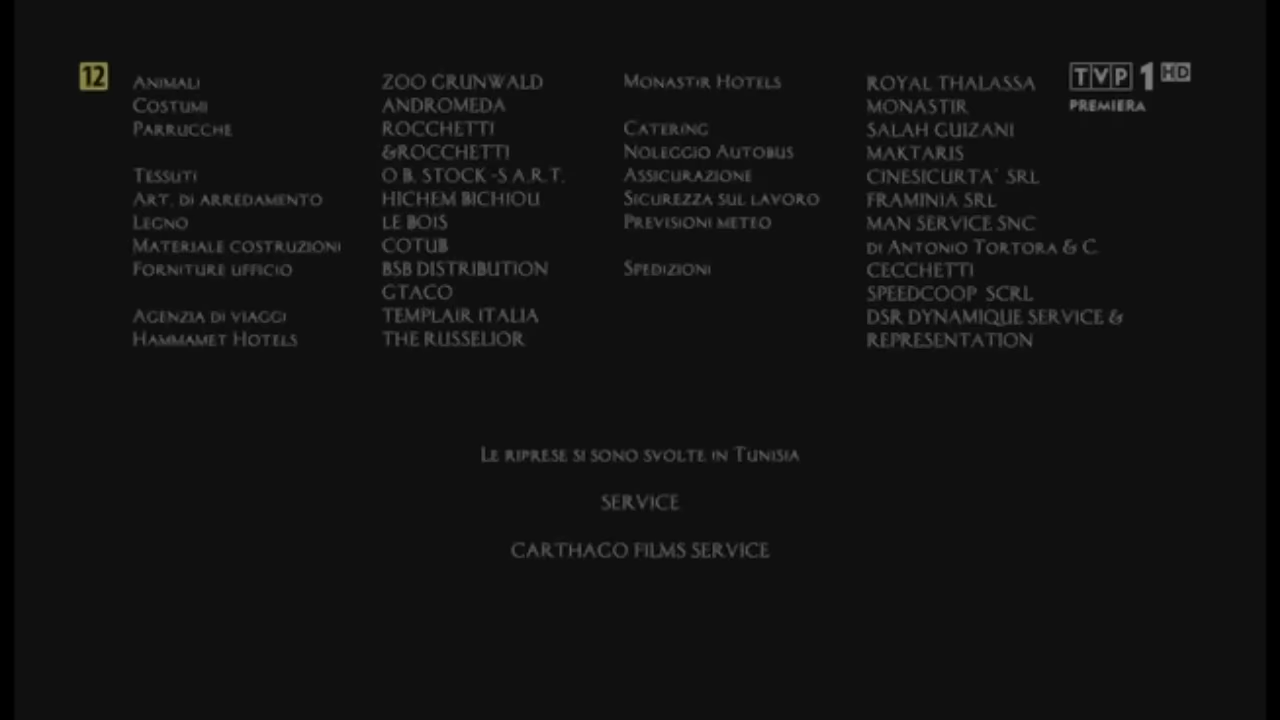 12
TVP 1 HD
PREMIERA
Animali ZOO GRUNWALD
Costumi ANDROMEDA
Parrucche ROCCHETTI
&ROCCHETTI
Tessuti O.B. STOCK -S.A.R.T.
Art. di arredamento HICHEM BICHIOU
Legno LE BOIS
Materiale costruzioni COTUB
Forniture ufficio BSB DISTRIBUTION
GTACO
Agenzia di viaggi TEMPLAIR ITALIA
Hammamet Hotels THE RUSSELIOR
Monastir Hotels ROYAL THALASSA
MONASTIR
Catering SALAH GUIZANI
Noleggio Autobus MAKTARIS
Assicurazione CINESICURTA' SRL
Sicurezza sul lavoro FRAMINIA SRL
Previsioni meteo MAN SERVICE SNC
di Antonio Tortora & C.
Spedizioni CECCHETTI
SPEEDCOOP SCRL
DSR DYNAMIQUE SERVICE &
REPRESENTATION
Le riprese si sono svolte in Tunisia
SERVICE
CARTHAGO FILMS SERVICE